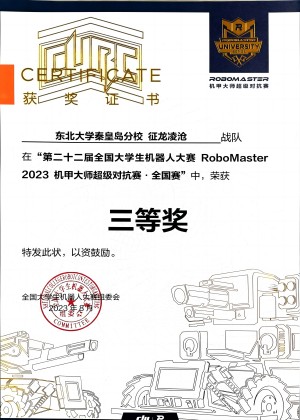 UNIVERSITY
CERTIFICATE
ROBOMASTER
获奖证书
机甲大师超级对抗赛
东北大学秦皇岛分校 征龙凌沧 战队
在“第二十二届全国大学生机器人大赛 RoboMaster
2023 机甲大师超级对抗赛·全国赛”中，荣获
三等奖
特发此状，以资鼓励。
全国大学生机器人大赛组委会
2023 年 8 月
COMMITTEE